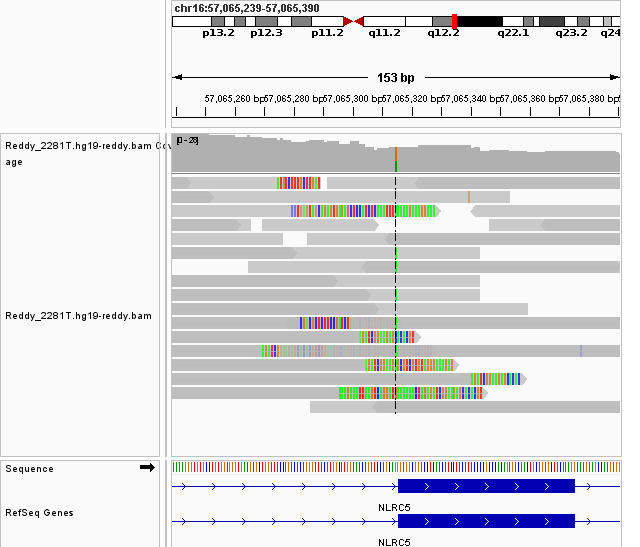 chr16:57,065,239-57,065,390
p13.2 p12.3 p11.2 q11.2 q12.2 q22.1 q23.2 q24
153 bp
57,065,260 bp 57,065,280 bp 57,065,300 bp 57,065,320 bp 57,065,340 bp 57,065,360 bp 57,065,380 bp
[0-28]
Reddy_2281T.hg19-reddy.bam Cov
age
Reddy_2281T.hg19-reddy.bam
Sequence
NLRC5
RefSeq Genes
NLRC5